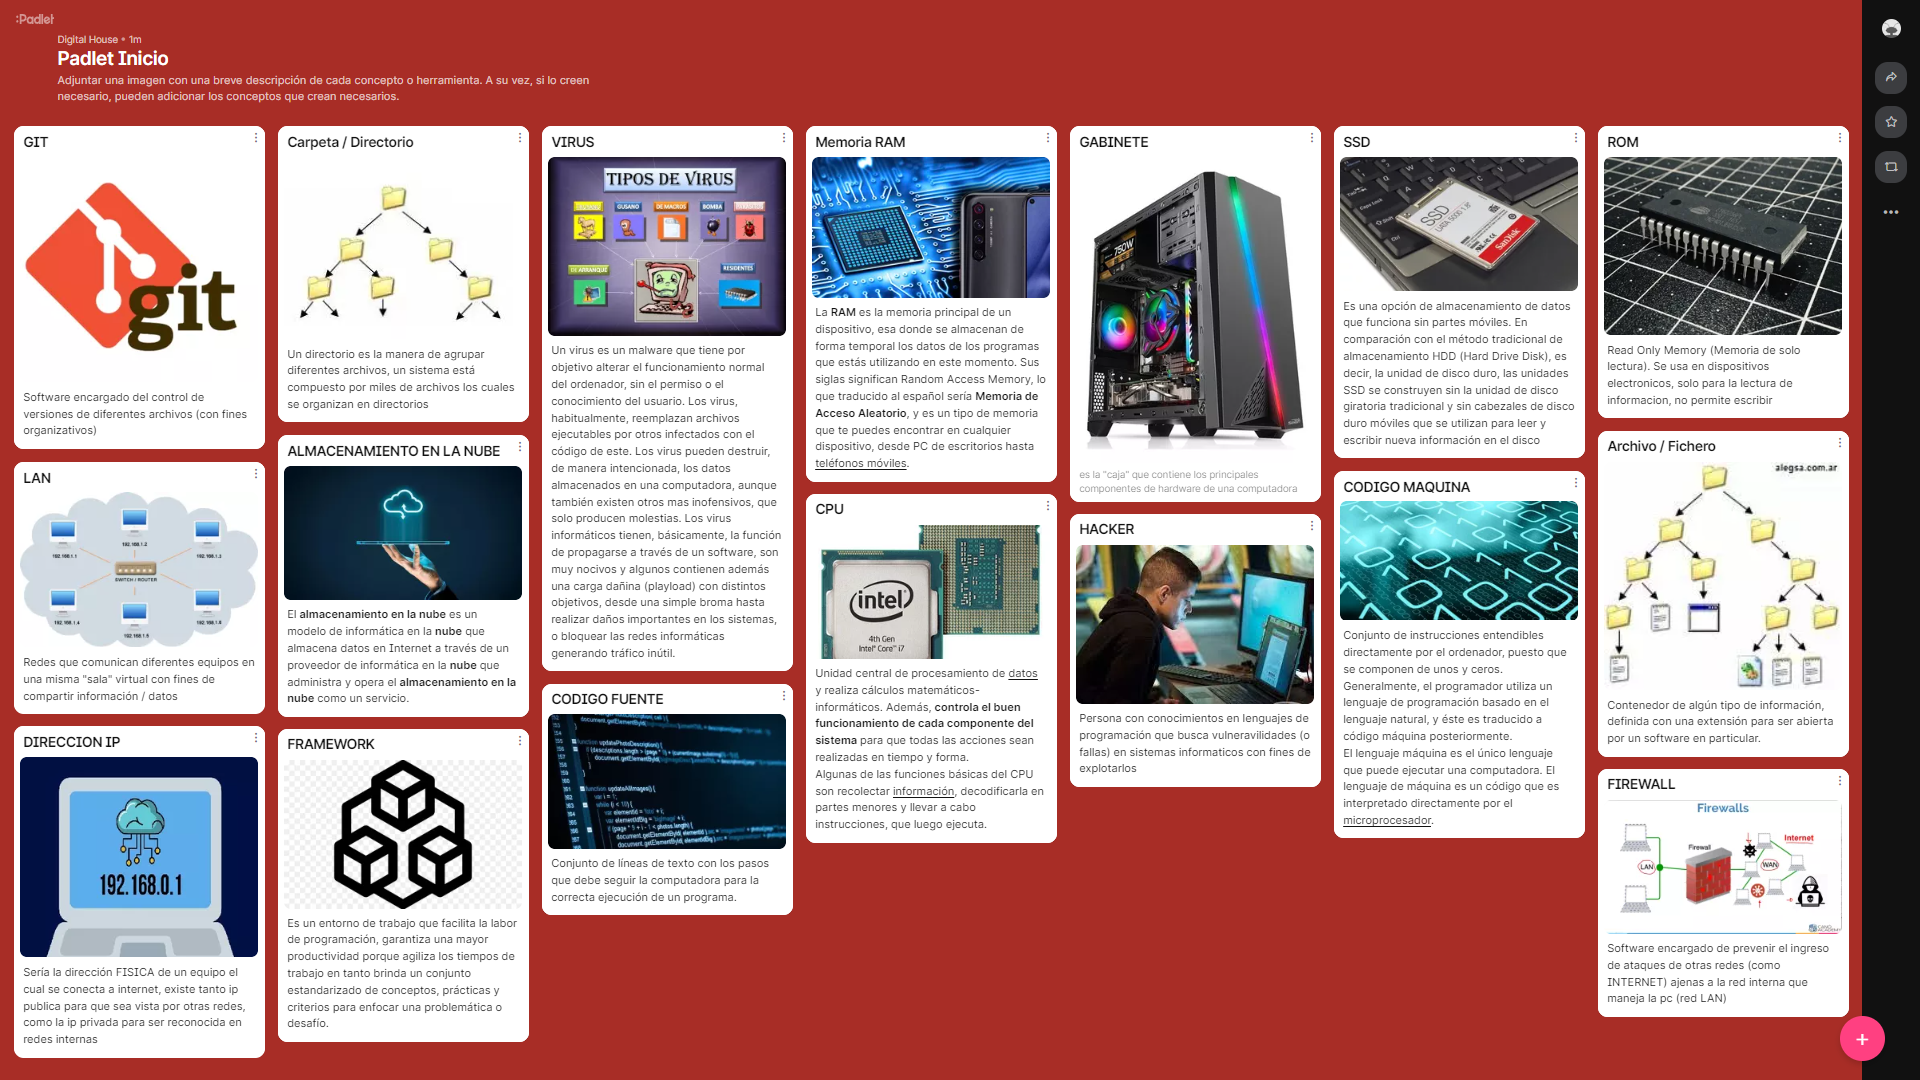 :Padlet
Digital House • 1m
Padlet Inicio
Adjuntar una imagen con una breve descripción de cada concepto o herramienta. A su vez, si lo creen
necesario, pueden adicionar los conceptos que crean necesarios.
GIT
git
Software encargado del control de
versiones de diferentes archivos (con fines
organizativos)
LAN
192.168.1.1
192.168.1.2
192.168.1.3
SWITCH / ROUTER
192.168.1.4
192.168.1.5
192.168.1.6
Redes que comunican diferentes equipos en
una misma "sala" virtual con fines de
compartir información / datos
DIRECCION IP
192.168.0.1
Sería la dirección FISICA de un equipo el
cual se conecta a internet, existe tanto ip
publica para que sea vista por otras redes,
como la ip privada para ser reconocida en
redes internas
Carpeta / Directorio
Un directorio es la manera de agrupar
diferentes archivos, un sistema está
compuesto por miles de archivos los cuales
se organizan en directorios
ALMACENAMIENTO EN LA NUBE
El almacenamiento en la nube es un
modelo de informática en la nube que
almacena datos en Internet a través de un
proveedor de informática en la nube que
administra y opera el almacenamiento en la
nube como un servicio.
FRAMEWORK
Es un entorno de trabajo que facilita la labor
de programación, garantiza una mayor
productividad porque agiliza los tiempos de
trabajo en tanto brinda un conjunto
estandarizado de conceptos, prácticas y
criterios para enfocar una problemática o
desafío.
VIRUS
TIPOS DE VIRUS
GUSANO
DE MACROS
BOMBA
DE ARRANQUE
RESIDENTES
Un virus es un malware que tiene por
objetivo alterar el funcionamiento normal
del ordenador, sin el permiso o el
conocimiento del usuario. Los virus,
habitualmente, reemplazan archivos
ejecutables por otros infectados con el
código de este. Los virus pueden destruir,
de manera intencionada, los datos
almacenados en una computadora, aunque
también existen otros mas inofensivos, que
solo producen molestias. Los virus
informáticos tienen, básicamente, la función
de propagarse a través de un software, son
muy nocivos y algunos contienen además
una carga dañina (playload) con distintos
objetivos, desde una simple broma hasta
realizar daños importantes en los sistemas,
o bloquear las redes informáticas
generando tráfico inútil.
CODIGO FUENTE
Conjunto de líneas de texto con los pasos
que debe seguir la computadora para la
correcta ejecución de un programa.
Memoria RAM
La RAM es la memoria principal de un
dispositivo, esa donde se almacenan de
forma temporal los datos de los programas
que estás utilizando en este momento. Sus
siglas significan Random Access Memory, lo
que traducido al español sería Memoria de
Acceso Aleatorio, y es un tipo de memoria
que te puedes encontrar en cualquier
dispositivo, desde PC de escritorios hasta
teléfonos móviles.
CPU
intel
4th Gen
Intel® Core™ i7
Unidad central de procesamiento de datos
y realiza cálculos matemáticos-
informáticos. Además, controla el buen
funcionamiento de cada componente del
sistema para que todas las acciones sean
realizadas en tiempo y forma.
Algunas de las funciones básicas del CPU
son recolectar información, decodificarla en
partes menores y llevar a cabo
instrucciones, que luego ejecuta.
GABINETE
750W
es la "caja" que contiene los principales
componentes de hardware de una computadora
HACKER
Persona con conocimientos en lenguajes de
programación que busca vulneravilidades (o
fallas) en sistemas informaticos con fines de
explotarlos
SSD
SSD
SanDisk
Es una opción de almacenamiento de datos
que funciona sin partes móviles. En
comparación con el método tradicional de
almacenamiento HDD (Hard Drive Disk), es
decir, la unidad de disco duro, las unidades
SSD se construyen sin la unidad de disco
giratoria tradicional y sin cabezales de disco
duro móviles que se utilizan para leer y
escribir nueva información en el disco
CODIGO MAQUINA
Conjunto de instrucciones entendibles
directamente por el ordenador, puesto que
se componen de unos y ceros.
Generalmente, el programador utiliza un
lenguaje de programación basado en el
lenguaje natural, y éste es traducido a
código máquina posteriormente.
El lenguaje máquina es el único lenguaje
que puede ejecutar una computadora. El
lenguaje de máquina es un código que es
interpretado directamente por el
microprocesador.
ROM
Read Only Memory (Memoria de solo
lectura). Se usa en dispositivos
electronicos, solo para la lectura de
informacion, no permite escribir
Archivo / Fichero
alegsa.com.ar
Contenedor de algún tipo de información,
definida con una extensión para ser abierta
por un software en particular.
FIREWALL
Firewalls
Internet
Firewall
LAN
WAN
Software encargado de prevenir el ingreso
de ataques de otras redes (como
INTERNET) ajenas a la red interna que
maneja la pc (red LAN)